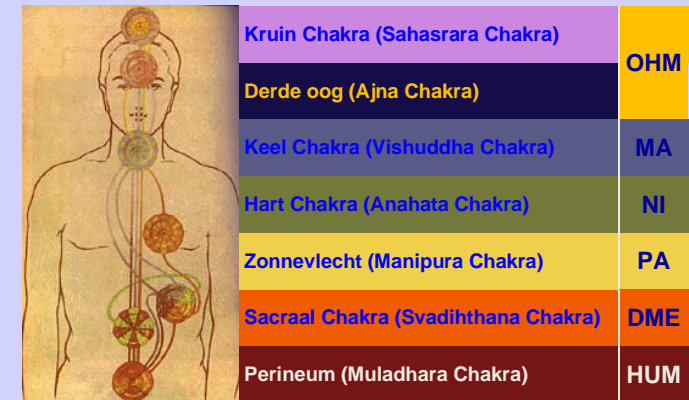 Kruin Chakra (Sahasrara Chakra)
OHM
Derde oog (Ajna Chakra)
Keel Chakra (Vishuddha Chakra) MA
Hart Chakra (Anahata Chakra) NI
Zonnevlecht (Manipura Chakra) PA
Sacraal Chakra (Svadihthana Chakra) DME
Perineum (Muladhara Chakra) HUM